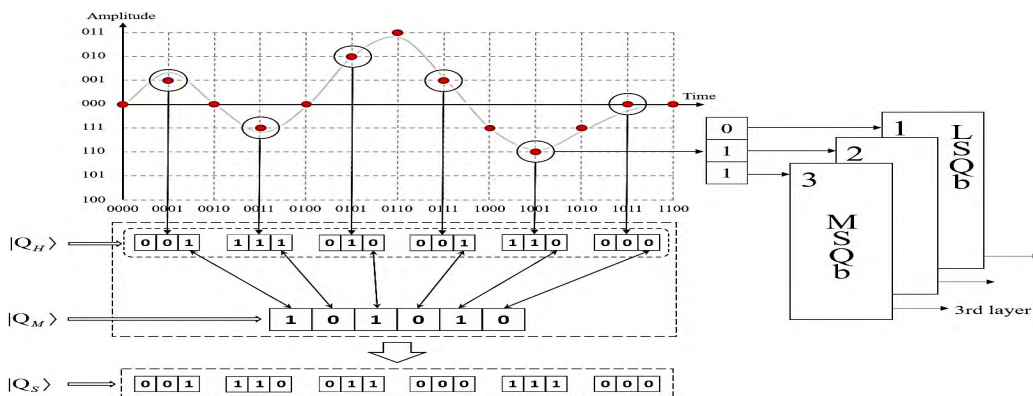 Amplitude
011
010
001
000
111
110
101
100
Time
0000 0001 0010 0011 0100 0101 0110 0111 1000 1001 1010 1011 1100
0
1
1
1
2
3
LSQb
MSQb
3rd layer
|Q_H⟩ 0 0 1 1 1 1 0 1 0 0 0 1 1 1 0 0 0 0
|Q_M⟩ 1 0 1 0 1 0
|Q_S⟩ 0 0 1 1 1 0 0 1 1 0 0 0 1 1 1 0 0 0